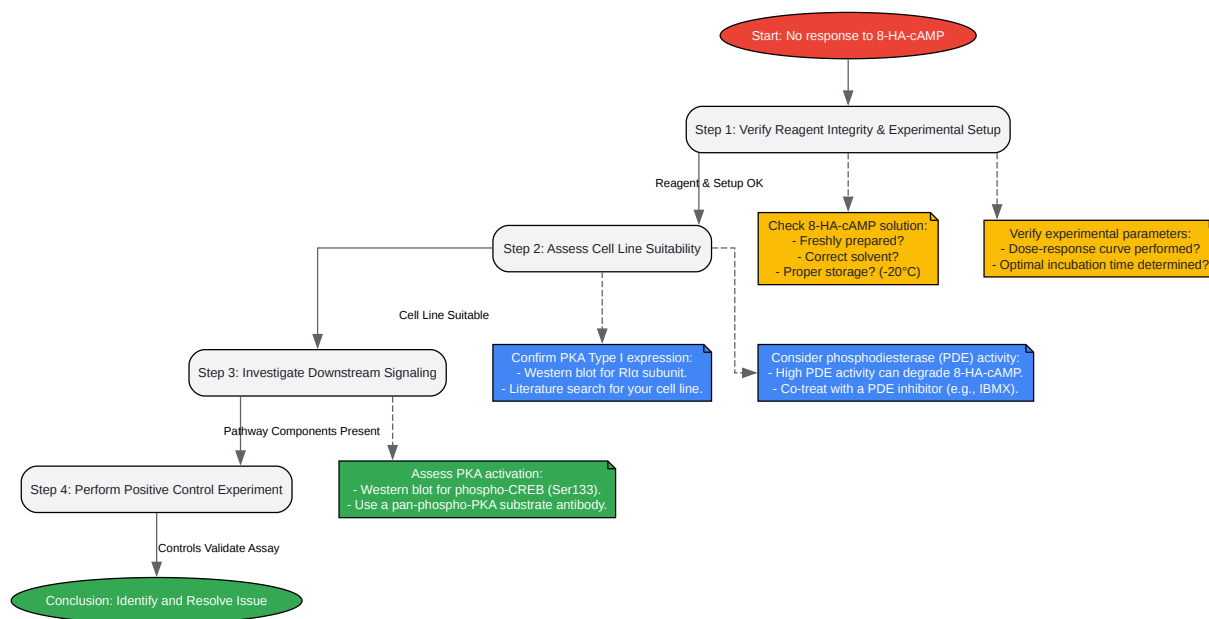 Start: No response to 8-HA-cAMP
Step 1: Verify Reagent Integrity & Experimental Setup
Reagent & Setup OK
Check 8-HA-cAMP solution:
- Freshly prepared?
- Correct solvent?
- Proper storage? (-20°C)
Verify experimental parameters:
- Dose-response curve performed?
- Optimal incubation time determined?
Step 2: Assess Cell Line Suitability
Cell Line Suitable
Confirm PKA Type I expression:
- Western blot for RIα subunit.
- Literature search for your cell line.
Consider phosphodiesterase (PDE) activity:
- High PDE activity can degrade 8-HA-cAMP.
- Co-treat with a PDE inhibitor (e.g., IBMX).
Step 3: Investigate Downstream Signaling
Pathway Components Present
Assess PKA activation:
- Western blot for phospho-CREB (Ser133).
- Use a pan-phospho-PKA substrate antibody.
Step 4: Perform Positive Control Experiment
Controls Validate Assay
Conclusion: Identify and Resolve Issue